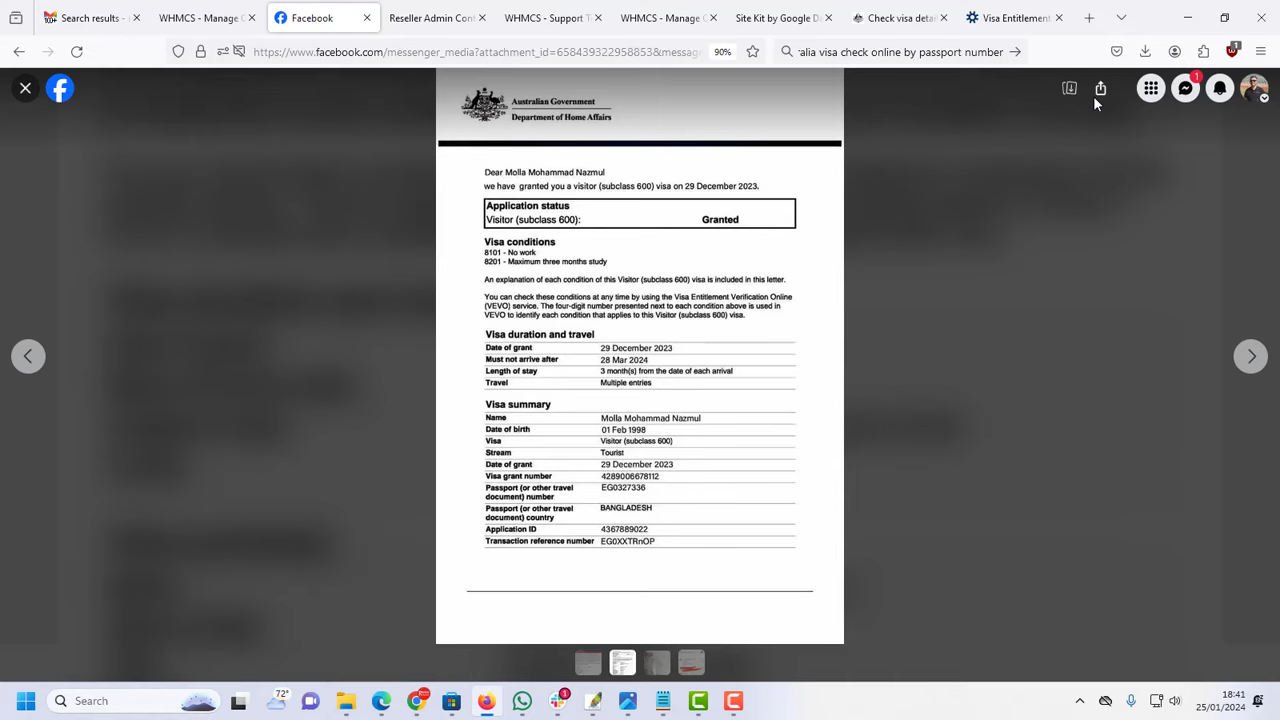 Search results
WHMCS - Manage
Facebook
Reseller Admin Cont
WHMCS - Support T
WHMCS - Manage
Site Kit by Google D
Check visa detai
Visa Entitlement
https://www.facebook.com/messenger_media?attachment_id=658439322958853&messag
90%
alia visa check online by passport number
1
1
Australian Government
Department of Home Affairs
Dear Molla Mohammad Nazmul
we have granted you a visitor (subclass 600) visa on 29 December 2023.
Application status
Visitor (subclass 600): Granted
Visa conditions
8101 - No work
8201 - Maximum three months study
An explanation of each condition of this Visitor (subclass 600) visa is included in this letter.
You can check these conditions at any time by using the Visa Entitlement Verification Online
(VEVO) service. The four-digit number presented next to each condition above is used in
VEVO to identify each condition that applies to this Visitor (subclass 600) visa.
Visa duration and travel
Date of grant 29 December 2023
Must not arrive after 28 Mar 2024
Length of stay 3 month(s) from the date of each arrival
Travel Multiple entries
Visa summary
Name Molla Mohammad Nazmul
Date of birth 01 Feb 1998
Visa Visitor (subclass 600)
Stream Tourist
Date of grant 29 December 2023
Visa grant number 4289006678112
Passport (or other travel EG0327336
document) number
Passport (or other travel BANGLADESH
document) country
Application ID 4367889022
Transaction reference number EG0XXTRnOP
Search
72°
1
18:41
25/01/2024